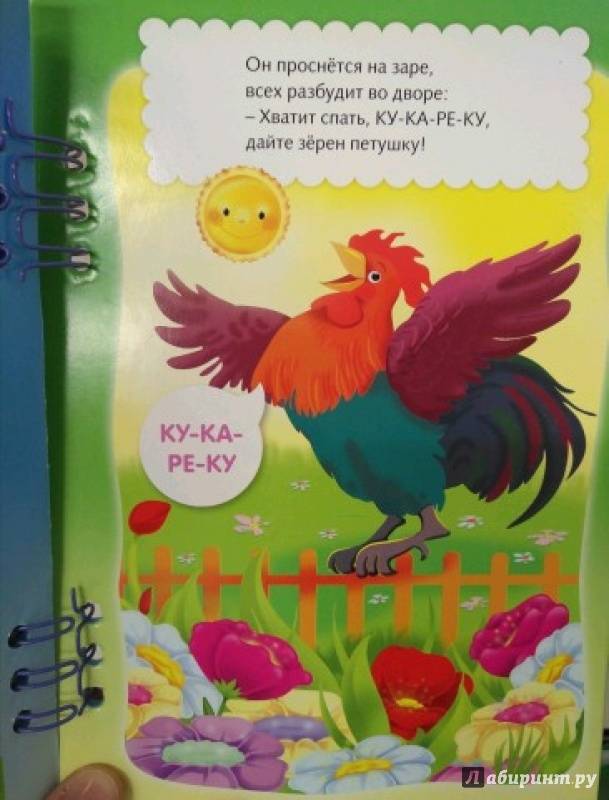 Он проснётся на заре,
всех разбудит во дворе:
– Хватит спать, КУ-КА-РЕ-КУ,
дайте зёрен петушку!
КУ-КА-
РЕ-КУ
Лабиринт.ру